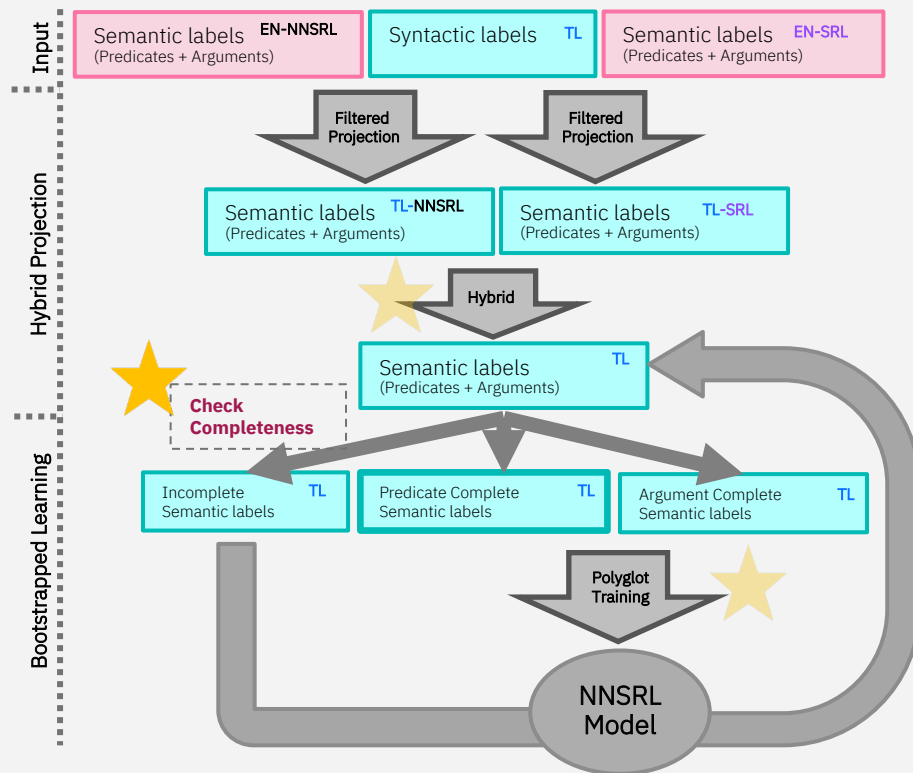 Input
Semantic labels EN-NNSRL
(Predicates + Arguments)
Syntactic labels TL
Semantic labels EN-SRL
(Predicates + Arguments)
Hybrid Projection
Filtered
Projection
Filtered
Projection
Semantic labels TL-NNSRL
(Predicates + Arguments)
Semantic labels TL-SRL
(Predicates + Arguments)
Hybrid
Semantic labels TL
(Predicates + Arguments)
Check
Completeness
Bootstrapped Learning
Incomplete TL
Semantic labels
Predicate Complete TL
Semantic labels
Argument Complete TL
Semantic labels
Polyglot
Training
NNSRL
Model